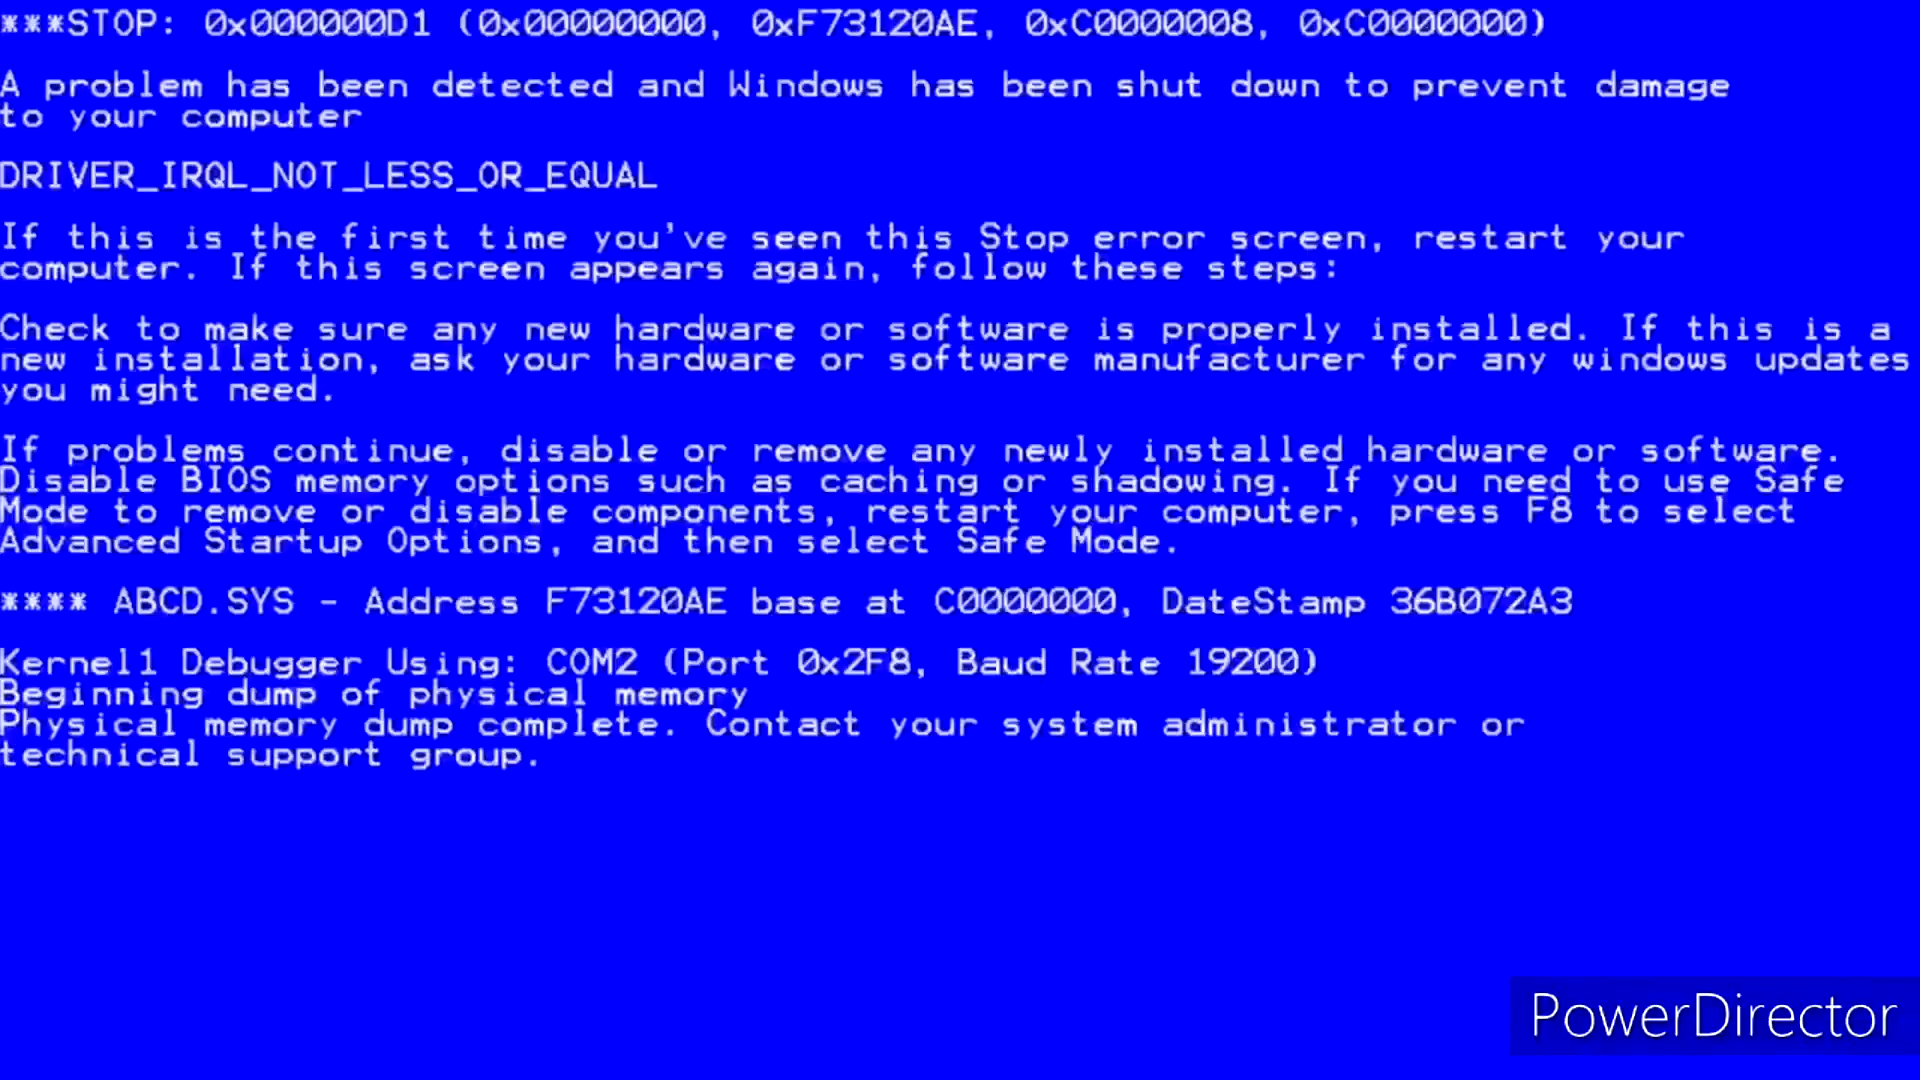 ***STOP: 0x000000D1 (0x00000000, 0xF73120AE, 0xC0000008, 0xC0000000)
A problem has been detected and Windows has been shut down to prevent damage
to your computer
DRIVER_IRQL_NOT_LESS_OR_EQUAL
If this is the first time you've seen this Stop error screen, restart your
computer. If this screen appears again, follow these steps:
Check to make sure any new hardware or software is properly installed. If this is a
new installation, ask your hardware or software manufacturer for any windows updates
you might need.
If problems continue, disable or remove any newly installed hardware or software.
Disable BIOS memory options such as caching or shadowing. If you need to use Safe
Mode to remove or disable components, restart your computer, press F8 to select
Advanced Startup Options, and then select Safe Mode.
**** ABCD.SYS - Address F73120AE base at C0000000, DateStamp 36B072A3
Kernel1 Debugger Using: COM2 (Port 0x2F8, Baud Rate 19200)
Beginning dump of physical memory
Physical memory dump complete. Contact your system administrator or
technical support group.
PowerDirector